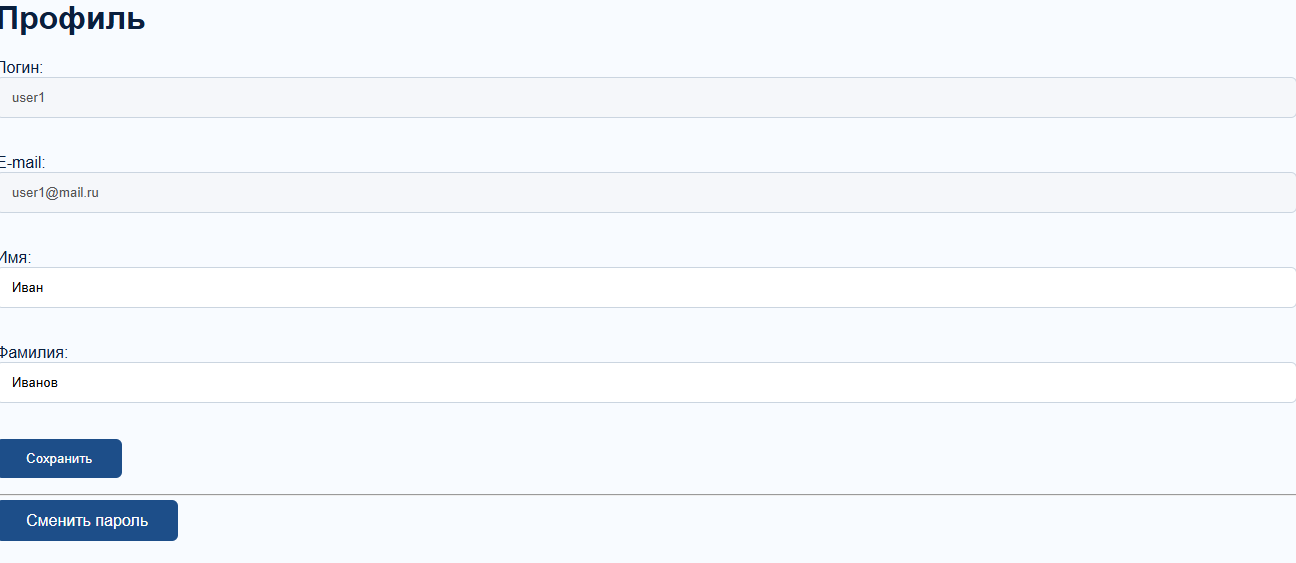 Профиль
Логин:
user1
E-mail:
user1@mail.ru
Имя:
Иван
Фамилия:
Иванов
Сохранить
Сменить пароль